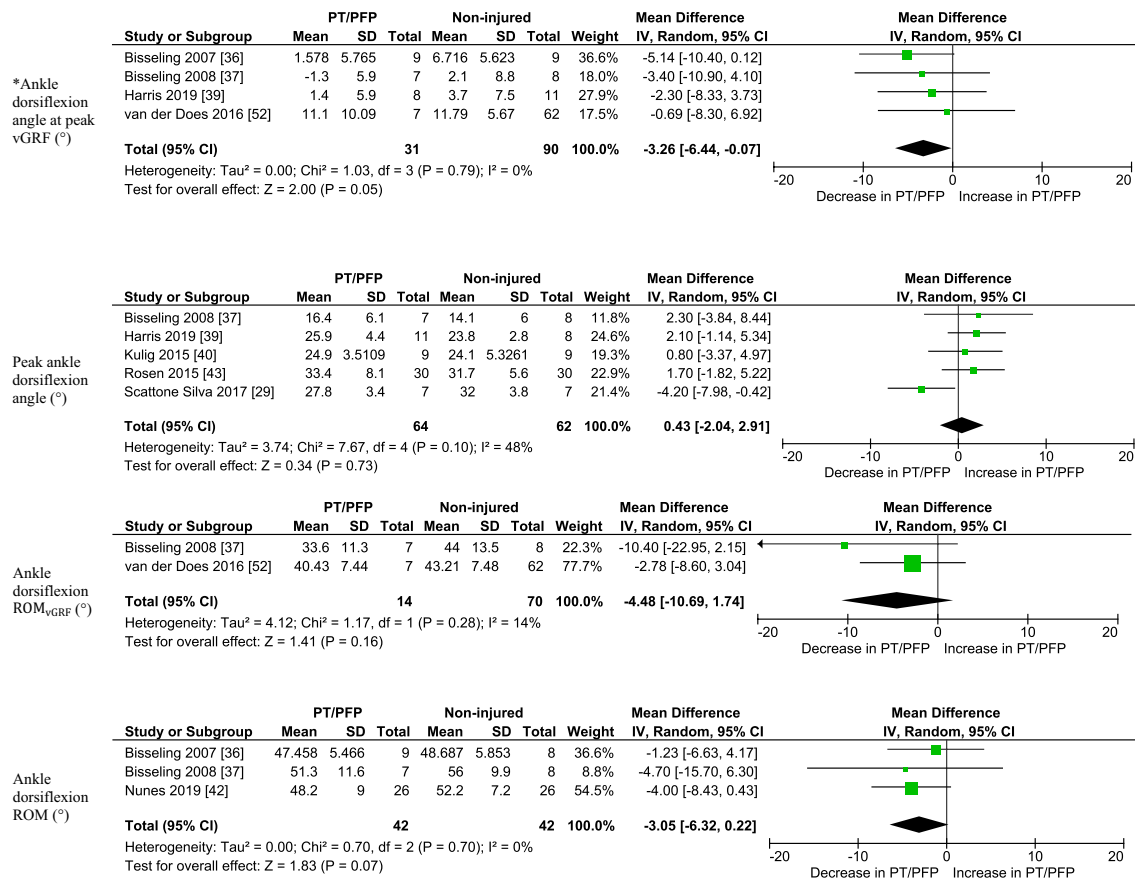 PT/PFP Non-injured Mean Difference Mean Difference
Study or Subgroup Mean SD Total Mean SD Total Weight IV, Random, 95% CI IV, Random, 95% CI
*Ankle
dorsiflexion
angle at peak
vGRF (°)
Bisseling 2007 [36] 1.578 5.765 9 6.716 5.623 9 36.6% -5.14 [-10.40, 0.12]
Bisseling 2008 [37] -1.3 5.9 7 2.1 8.8 8 18.0% -3.40 [-10.90, 4.10]
Harris 2019 [39] 1.4 5.9 8 3.7 7.5 11 27.9% -2.30 [-8.33, 3.73]
van der Does 2016 [52] 11.1 10.09 7 11.79 5.67 62 17.5% -0.69 [-8.30, 6.92]
Total (95% CI) 31 90 100.0% -3.26 [-6.44, -0.07]
Heterogeneity: Tau² = 0.00; Chi² = 1.03, df = 3 (P = 0.79); I² = 0%
Test for overall effect: Z = 2.00 (P = 0.05)
-20 -10 0 10 20
Decrease in PT/PFP Increase in PT/PFP
PT/PFP Non-injured Mean Difference Mean Difference
Study or Subgroup Mean SD Total Mean SD Total Weight IV, Random, 95% CI IV, Random, 95% CI
Peak ankle
dorsiflexion
angle (°)
Bisseling 2008 [37] 16.4 6.1 7 14.1 6 8 11.8% 2.30 [-3.84, 8.44]
Harris 2019 [39] 25.9 4.4 11 23.8 2.8 8 24.6% 2.10 [-1.14, 5.34]
Kulig 2015 [40] 24.9 3.5109 9 24.1 5.3261 9 19.3% 0.80 [-3.37, 4.97]
Rosen 2015 [43] 33.4 8.1 30 31.7 5.6 30 22.9% 1.70 [-1.82, 5.22]
Scattone Silva 2017 [29] 27.8 3.4 7 32 3.8 7 21.4% -4.20 [-7.98, -0.42]
Total (95% CI) 64 62 100.0% 0.43 [-2.04, 2.91]
Heterogeneity: Tau² = 3.74; Chi² = 7.67, df = 4 (P = 0.10); I² = 48%
Test for overall effect: Z = 0.34 (P = 0.73)
-20 -10 0 10 20
Decrease in PT/PFP Increase in PT/PFP
PT/PFP Non-injured Mean Difference Mean Difference
Study or Subgroup Mean SD Total Mean SD Total Weight IV, Random, 95% CI IV, Random, 95% CI
Ankle
dorsiflexion
ROMvGRF (°)
Bisseling 2008 [37] 33.6 11.3 7 44 13.5 8 22.3% -10.40 [-22.95, 2.15]
van der Does 2016 [52] 40.43 7.44 7 43.21 7.48 62 77.7% -2.78 [-8.60, 3.04]
Total (95% CI) 14 70 100.0% -4.48 [-10.69, 1.74]
Heterogeneity: Tau² = 4.12; Chi² = 1.17, df = 1 (P = 0.28); I² = 14%
Test for overall effect: Z = 1.41 (P = 0.16)
-20 -10 0 10 20
Decrease in PT/PFP Increase in PT/PFP
PT/PFP Non-injured Mean Difference Mean Difference
Study or Subgroup Mean SD Total Mean SD Total Weight IV, Random, 95% CI IV, Random, 95% CI
Ankle
dorsiflexion
ROM (°)
Bisseling 2007 [36] 47.458 5.466 9 48.687 5.853 8 36.6% -1.23 [-6.63, 4.17]
Bisseling 2008 [37] 51.3 11.6 7 56 9.9 8 8.8% -4.70 [-15.70, 6.30]
Nunes 2019 [42] 48.2 9 26 52.2 7.2 26 54.5% -4.00 [-8.43, 0.43]
Total (95% CI) 42 42 100.0% -3.05 [-6.32, 0.22]
Heterogeneity: Tau² = 0.00; Chi² = 0.70, df = 2 (P = 0.70); I² = 0%
Test for overall effect: Z = 1.83 (P = 0.07)
-20 -10 0 10 20
Decrease in PT/PFP Increase in PT/PFP